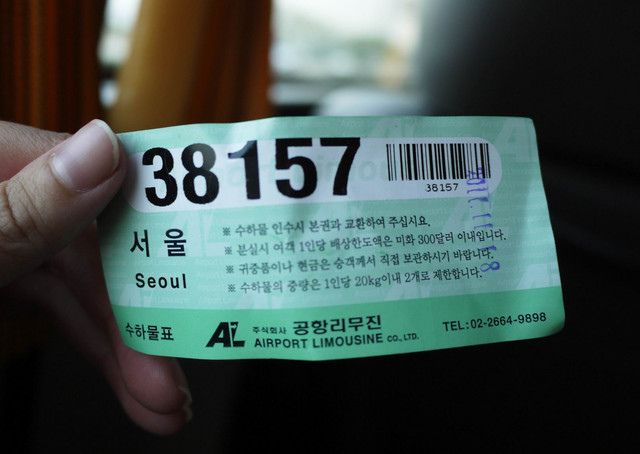 38157
38157
서울
Seoul
※ 수하물 인수시 본권과 교환하여 주십시요.
※ 분실시 여객 1인당 배상한도액은 미화 300달러 이내입니다.
※ 귀중품이나 현금은 승객께서 직접 보관하시기 바랍니다.
※ 수하물의 중량은 1인당 20kg이내 2개로 제한합니다.
수하물표
AL 주식회사 공항리무진
AIRPORT LIMOUSINE CO.,LTD.
TEL:02-2664-9898